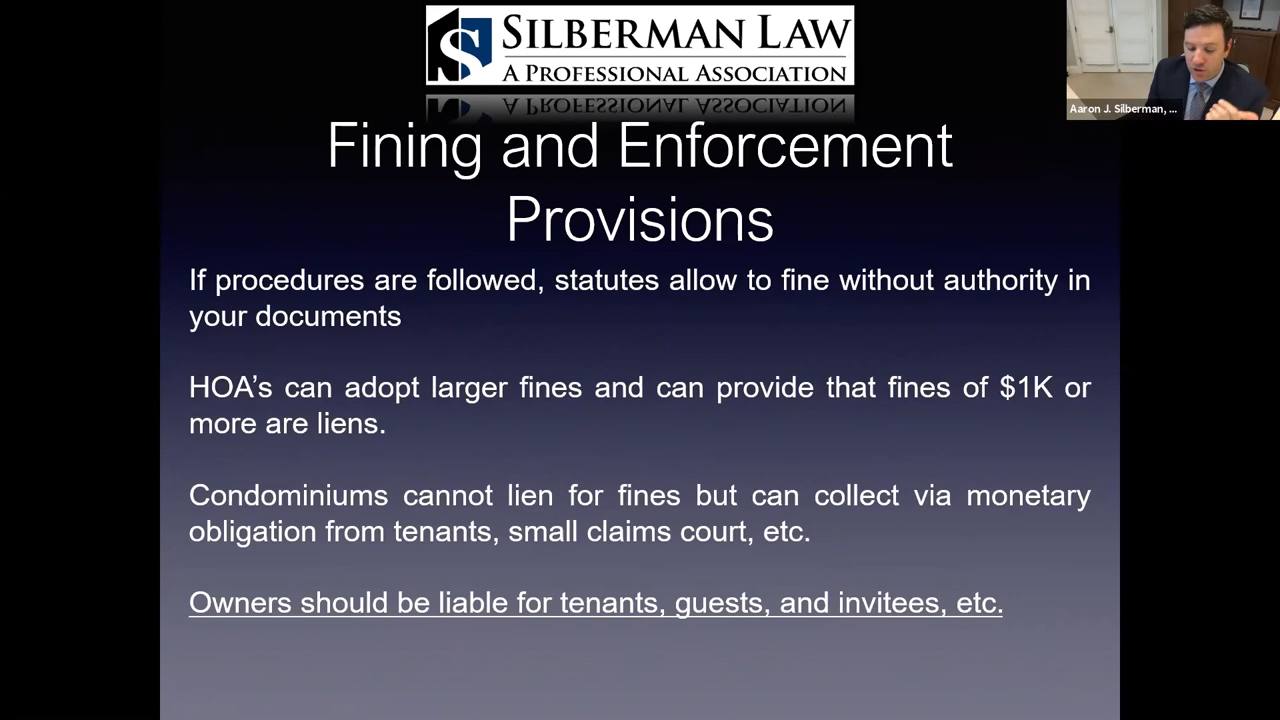 SILBERMAN LAW
A PROFESSIONAL ASSOCIATION
A PROFESSIONAL ASSOCIATION
Aaron J. Silberman, ...
Fining and Enforcement
Provisions
If procedures are followed, statutes allow to fine without authority in
your documents
HOA’s can adopt larger fines and can provide that fines of $1K or
more are liens.
Condominiums cannot lien for fines but can collect via monetary
obligation from tenants, small claims court, etc.
Owners should be liable for tenants, guests, and invitees, etc.